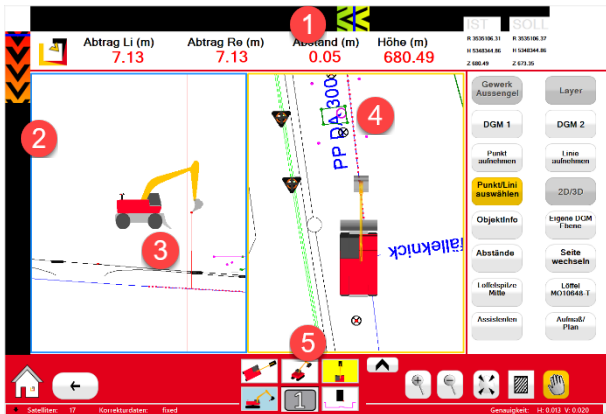 1
IST SOLL
Abtrag Li (m) Abtrag Re (m) Abstand (m) Höhe (m)
7.13 7.13 0.05 680.49
R 3535106.31 R 3535106.37
H 5348344.86 H 5348344.86
Z 680.49 Z 673.35
2
3
4
PP DA 300
fälleknick
Gewerk
Aussengel
Layer
DGM 1
DGM 2
Punkt
aufnehmen
Linie
aufnehmen
Punkt/Lini
auswählen
2D/3D
ObjektInfo
Eigene DGM
Ebene
Abstände
Seite
wechseln
Löffelspitze
Mitte
Löffel
MO10648-T
Assistenten
Aufmaß/
Plan
5
1
Satelliten: 17 Korrekturdaten: fixed
Genauigkeit: H: 0.013 V: 0.020